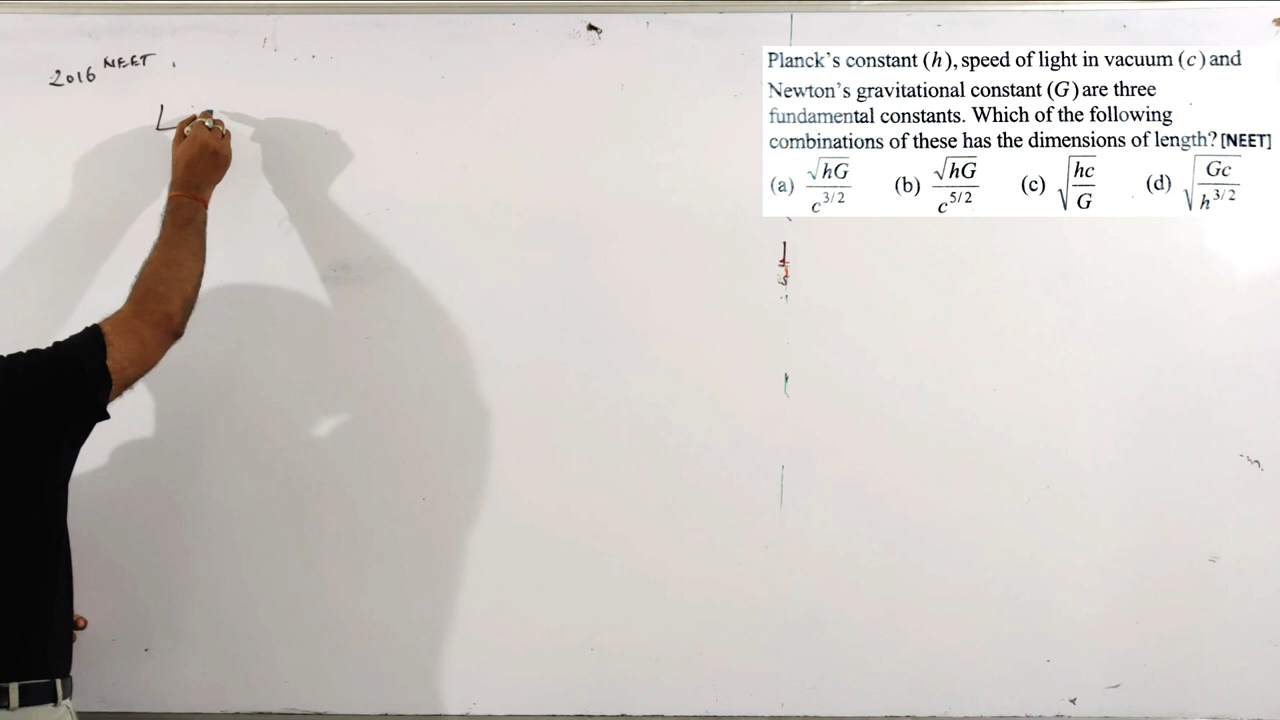 2016 NEET .
L
Planck's constant (h), speed of light in vacuum (c) and
Newton's gravitational constant (G) are three
fundamental constants. Which of the following
combinations of these has the dimensions of length? [NEET]
(a) √hG / c^3/2 (b) √hG / c^5/2 (c) √(hc / G) (d) √(Gc / h^3/2)